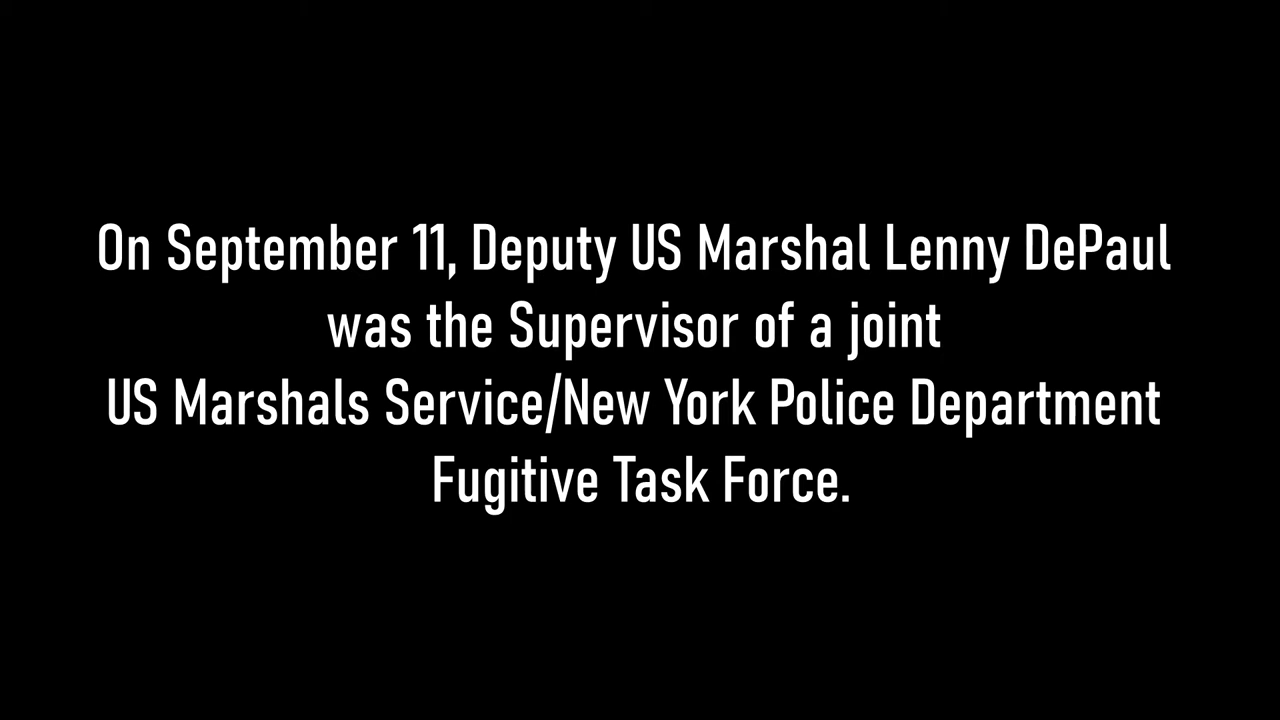 On September 11, Deputy US Marshal Lenny DePaul
was the Supervisor of a joint
US Marshals Service/New York Police Department
Fugitive Task Force.